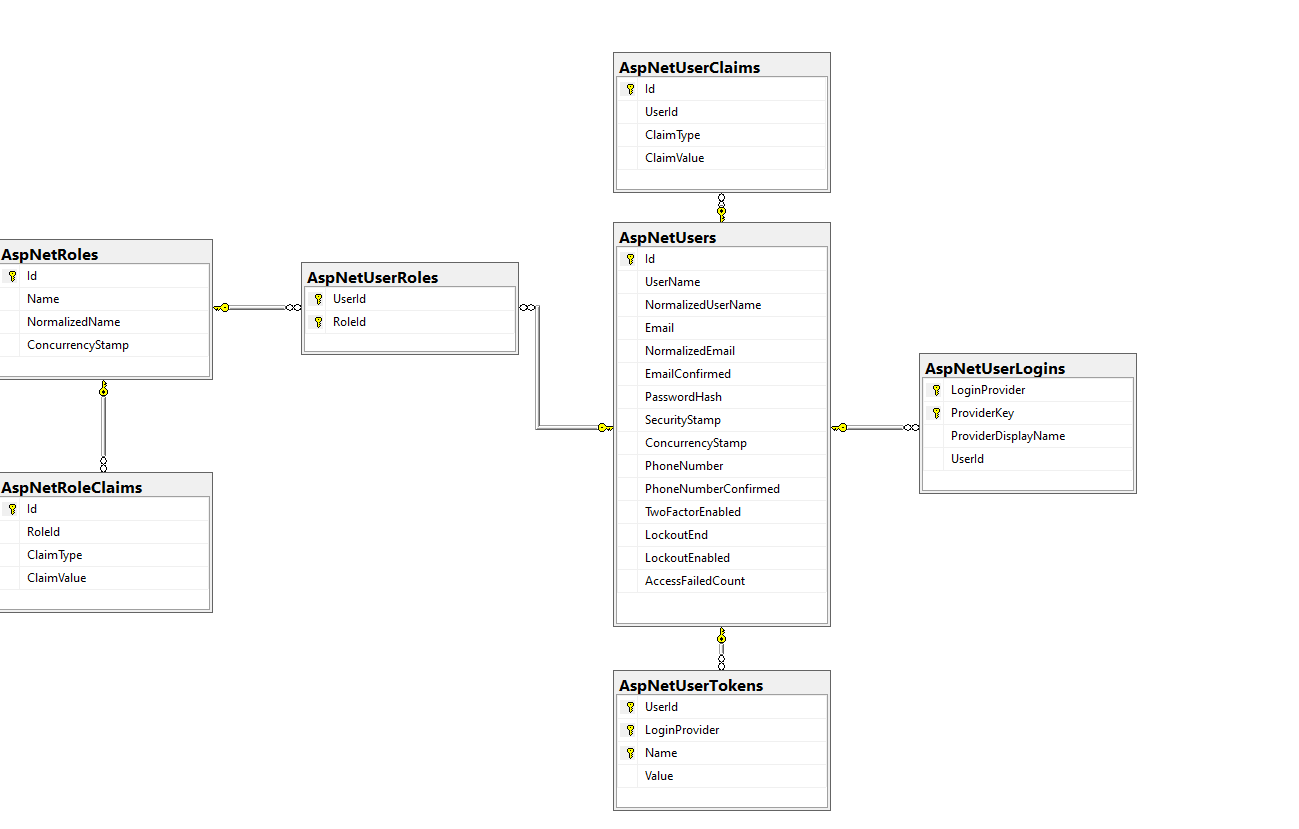 AspNetUserClaims
Id
UserId
ClaimType
ClaimValue
AspNetRoles
Id
Name
NormalizedName
ConcurrencyStamp
AspNetUserRoles
UserId
RoleId
AspNetUsers
Id
UserName
NormalizedUserName
Email
NormalizedEmail
EmailConfirmed
PasswordHash
SecurityStamp
ConcurrencyStamp
PhoneNumber
PhoneNumberConfirmed
TwoFactorEnabled
LockoutEnd
LockoutEnabled
AccessFailedCount
AspNetUserLogins
LoginProvider
ProviderKey
ProviderDisplayName
UserId
AspNetRoleClaims
Id
RoleId
ClaimType
ClaimValue
AspNetUserTokens
UserId
LoginProvider
Name
Value